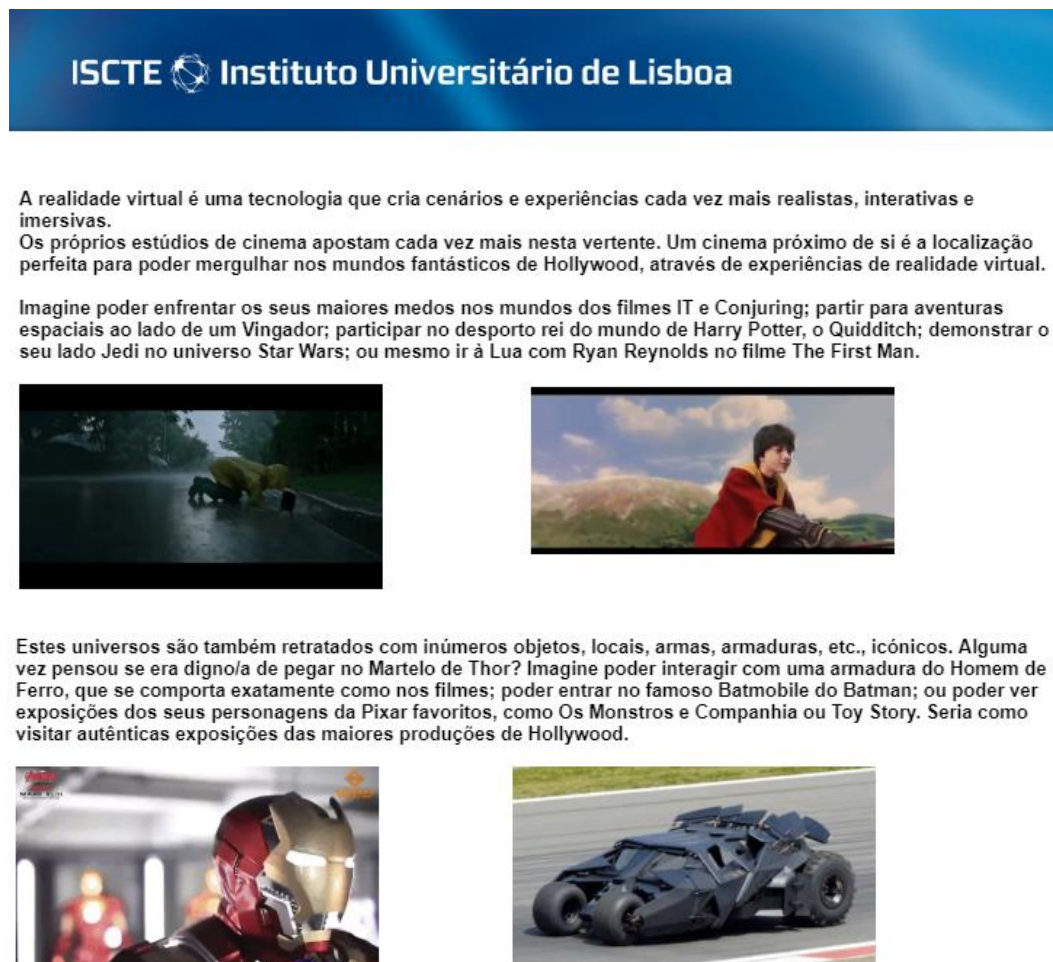 ISCTE Instituto Universitário de Lisboa
A realidade virtual é uma tecnologia que cria cenários e experiências cada vez mais realistas, interativas e
imersivas.
Os próprios estúdios de cinema apostam cada vez mais nesta vertente. Um cinema próximo de si é a localização
perfeita para poder mergulhar nos mundos fantásticos de Hollywood, através de experiências de realidade virtual.
Imagine poder enfrentar os seus maiores medos nos mundos dos filmes IT e Conjuring; partir para aventuras
espaciais ao lado de um Vingador; participar no desporto rei do mundo de Harry Potter, o Quidditch; demonstrar o
seu lado Jedi no universo Star Wars; ou mesmo ir à Lua com Ryan Reynolds no filme The First Man.
Estes universos são também retratados com inúmeros objetos, locais, armas, armaduras, etc., icónicos. Alguma
vez pensou se era digno/a de pegar no Martelo de Thor? Imagine poder interagir com uma armadura do Homem de
Ferro, que se comporta exatamente como nos filmes; poder entrar no famoso Batmobile do Batman; ou poder ver
exposições dos seus personagens da Pixar favoritos, como Os Monstros e Companhia ou Toy Story. Seria como
visitar autênticas exposições das maiores produções de Hollywood.